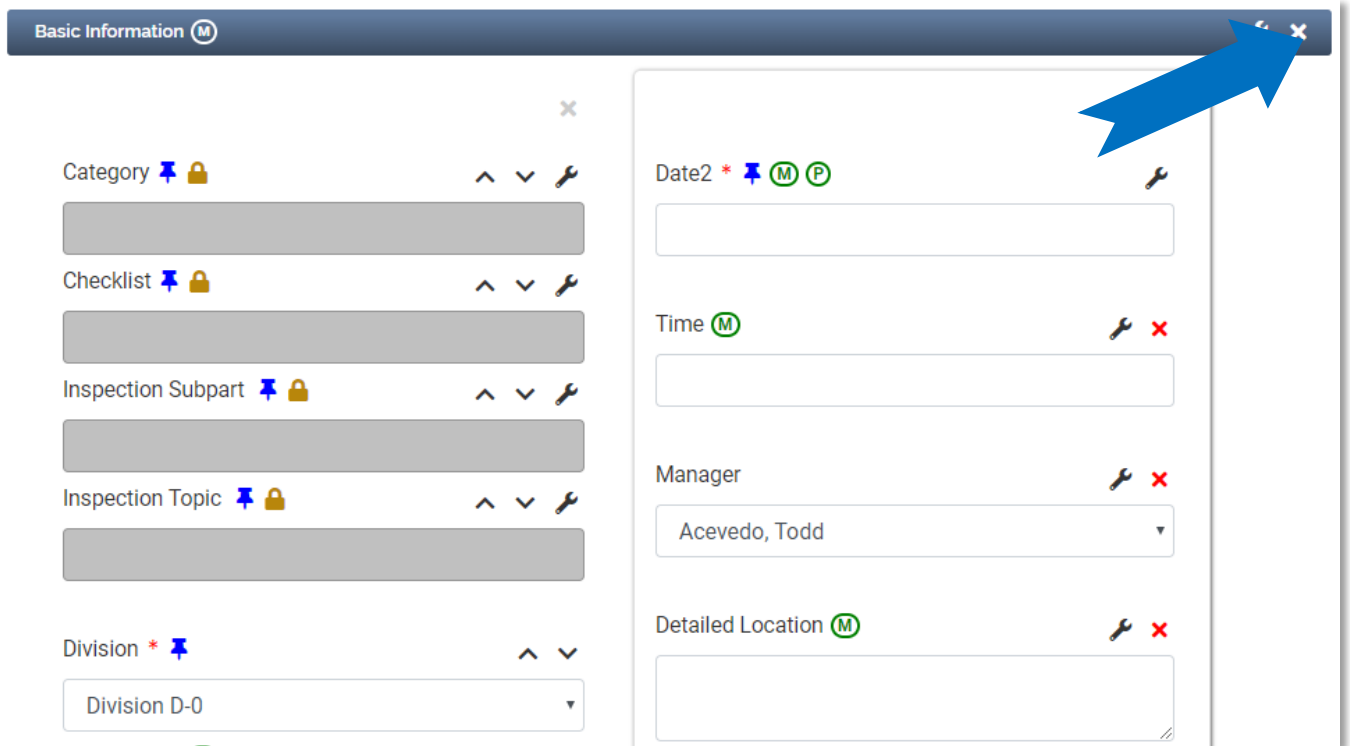 Basic Information M
Category
Checklist
Inspection Subpart
Inspection Topic
Division *
Division D-0
Date2 * M P
Time M
Manager
Acevedo, Todd
Detailed Location M